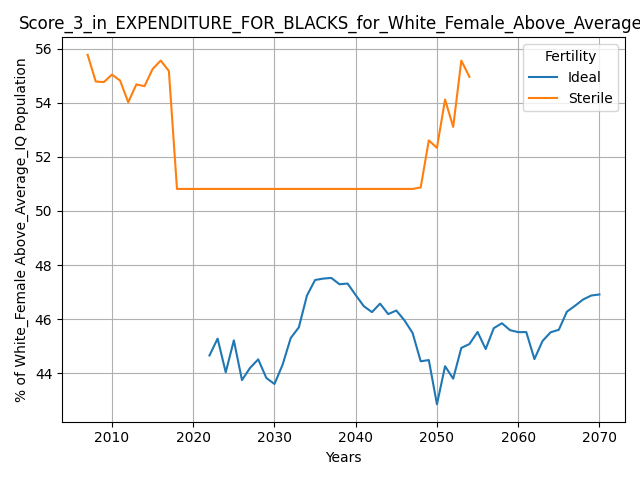 Score_3_in_EXPENDITURE_FOR_BLACKS_for_White_Female_Above_Average
Fertility
Ideal
Sterile
% of White_Female Above_Average_IQ Population
56
54
52
50
48
46
44
2010 2020 2030 2040 2050 2060 2070
Years